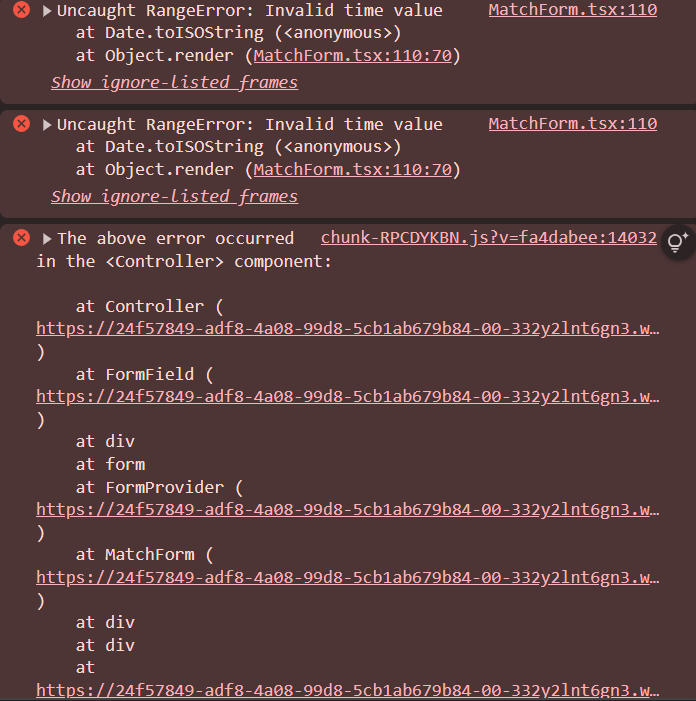 Uncaught RangeError: Invalid time value MatchForm.tsx:110
at Date.toISOString (<anonymous>)
at Object.render (MatchForm.tsx:110:70)
Show ignore-listed frames
Uncaught RangeError: Invalid time value MatchForm.tsx:110
at Date.toISOString (<anonymous>)
at Object.render (MatchForm.tsx:110:70)
Show ignore-listed frames
The above error occurred chunk-RPCDYKBN.js?v=fa4dabee:14032
in the <Controller> component:
at Controller (
https://24f57849-adf8-4a08-99d8-5cb1ab679b84-00-332y2lnt6gn3.w…
)
at FormField (
https://24f57849-adf8-4a08-99d8-5cb1ab679b84-00-332y2lnt6gn3.w…
)
at div
at form
at FormProvider (
https://24f57849-adf8-4a08-99d8-5cb1ab679b84-00-332y2lnt6gn3.w…
)
at MatchForm (
https://24f57849-adf8-4a08-99d8-5cb1ab679b84-00-332y2lnt6gn3.w…
)
at div
at div
at
https://24f57849-adf8-4a08-99d8-5cb1ab679b84-00-332y2lnt6gn3.w…